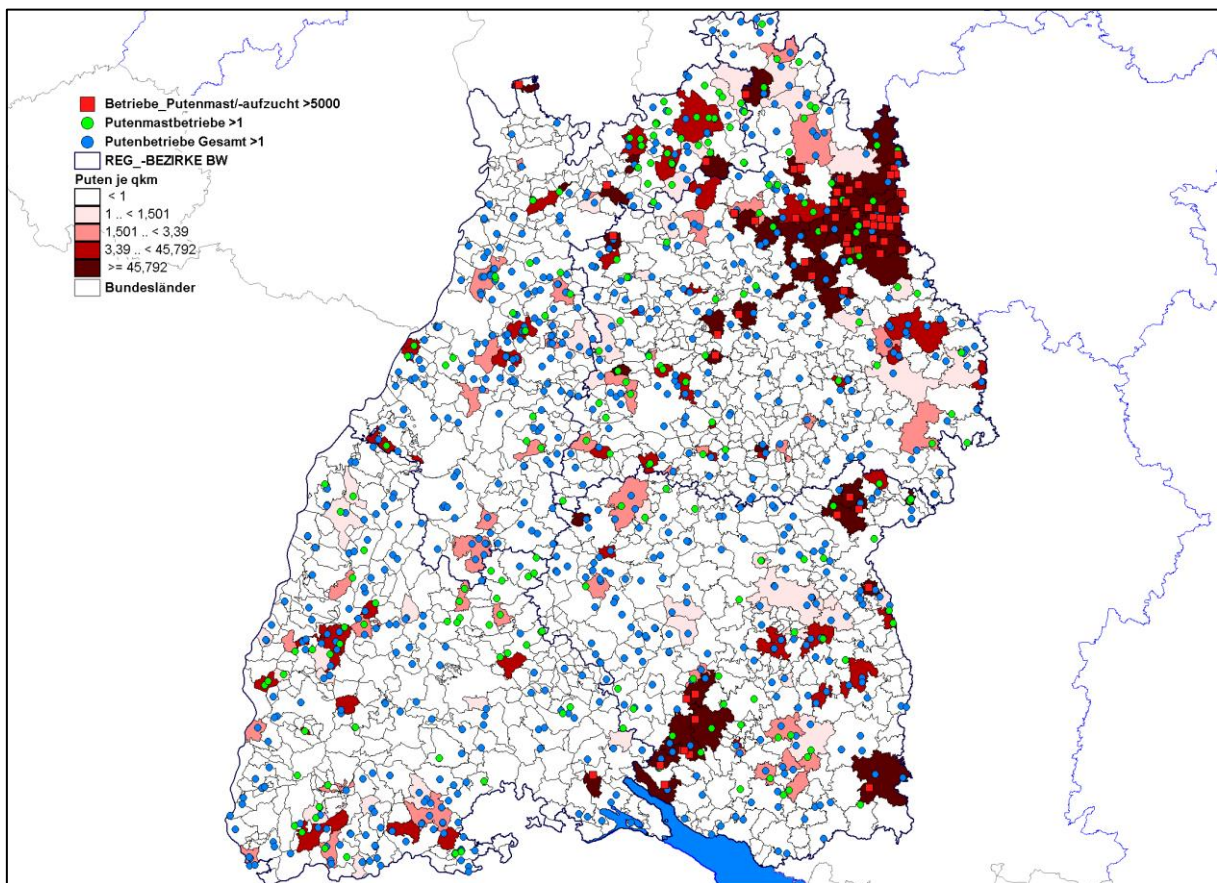 Betriebe_Putenmast/-aufzucht >5000
Putenmastbetriebe >1
Putenbetriebe Gesamt >1
REG_-BEZIRKE BW
Puten je qkm
< 1
1 .. < 1,501
1,501 .. < 3,39
3,39 .. < 45,792
>= 45,792
Bundesländer